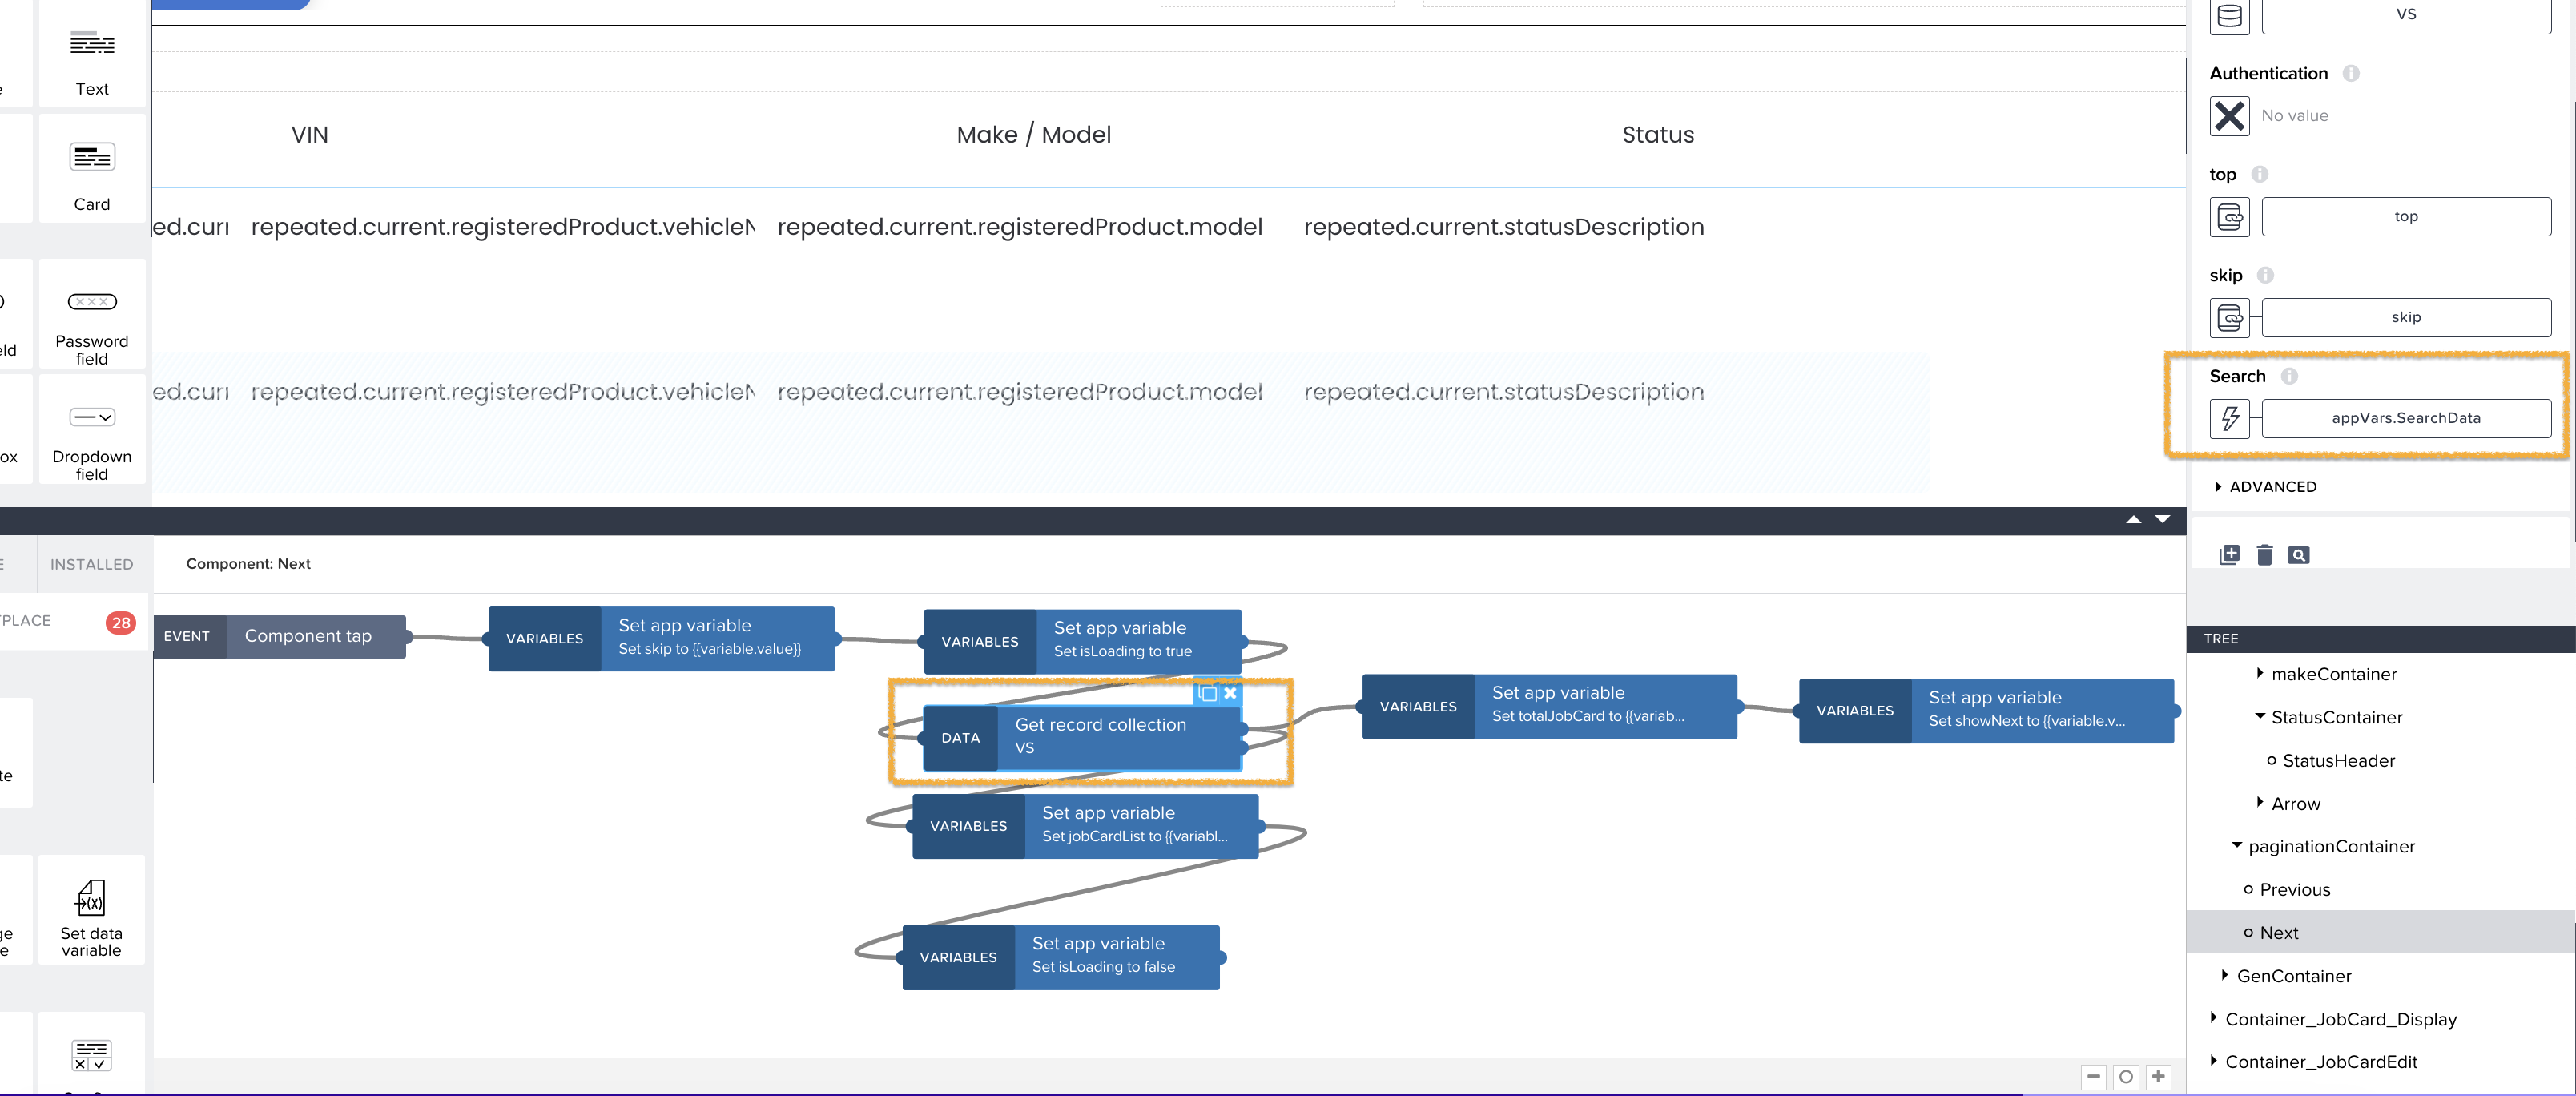 Text
Card
eld
Password
field
ox
Dropdown
field
VIN
Make / Model
Status
ed.curr
repeated.current.registeredProduct.vehicleN
repeated.current.registeredProduct.model
repeated.current.statusDescription
ed.curr
repeated.current.registeredProduct.vehicleN
repeated.current.registeredProduct.model
repeated.current.statusDescription
VS
Authentication
No value
top
top
skip
skip
Search
appVars.SearchData
ADVANCED
E
INSTALLED
Component: Next
PLACE
28
te
ge
e
Set data
variable
EVENT
Component tap
VARIABLES
Set app variable
Set skip to {{variable.value}}
VARIABLES
Set app variable
Set isLoading to true
DATA
Get record collection
VS
VARIABLES
Set app variable
Set totalJobCard to {{variab...
VARIABLES
Set app variable
Set showNext to {{variable.v...
VARIABLES
Set app variable
Set jobCardList to {{variabl...
VARIABLES
Set app variable
Set isLoading to false
TREE
makeContainer
StatusContainer
StatusHeader
Arrow
paginationContainer
Previous
Next
GenContainer
Container_JobCard_Display
Container_JobCardEdit